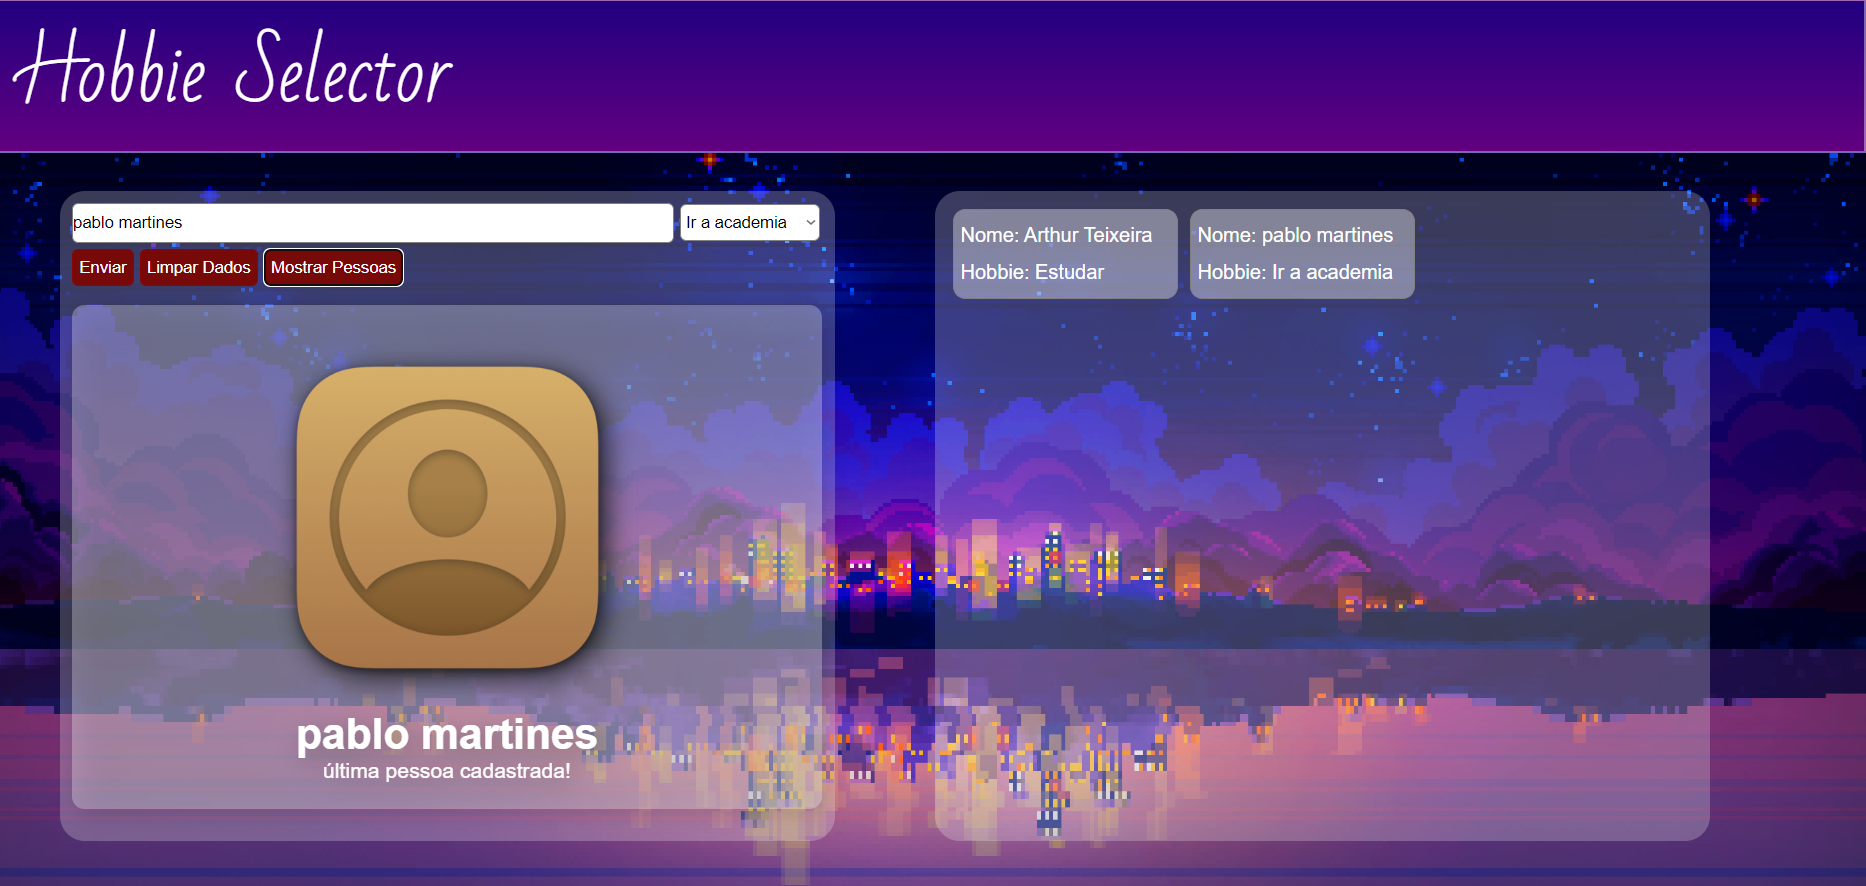 Hobbie Selector
pablo martines
Ir a academia
Enviar
Limpar Dados
Mostrar Pessoas
pablo martines
última pessoa cadastrada!
Nome: Arthur Teixeira
Hobbie: Estudar
Nome: pablo martines
Hobbie: Ir a academia